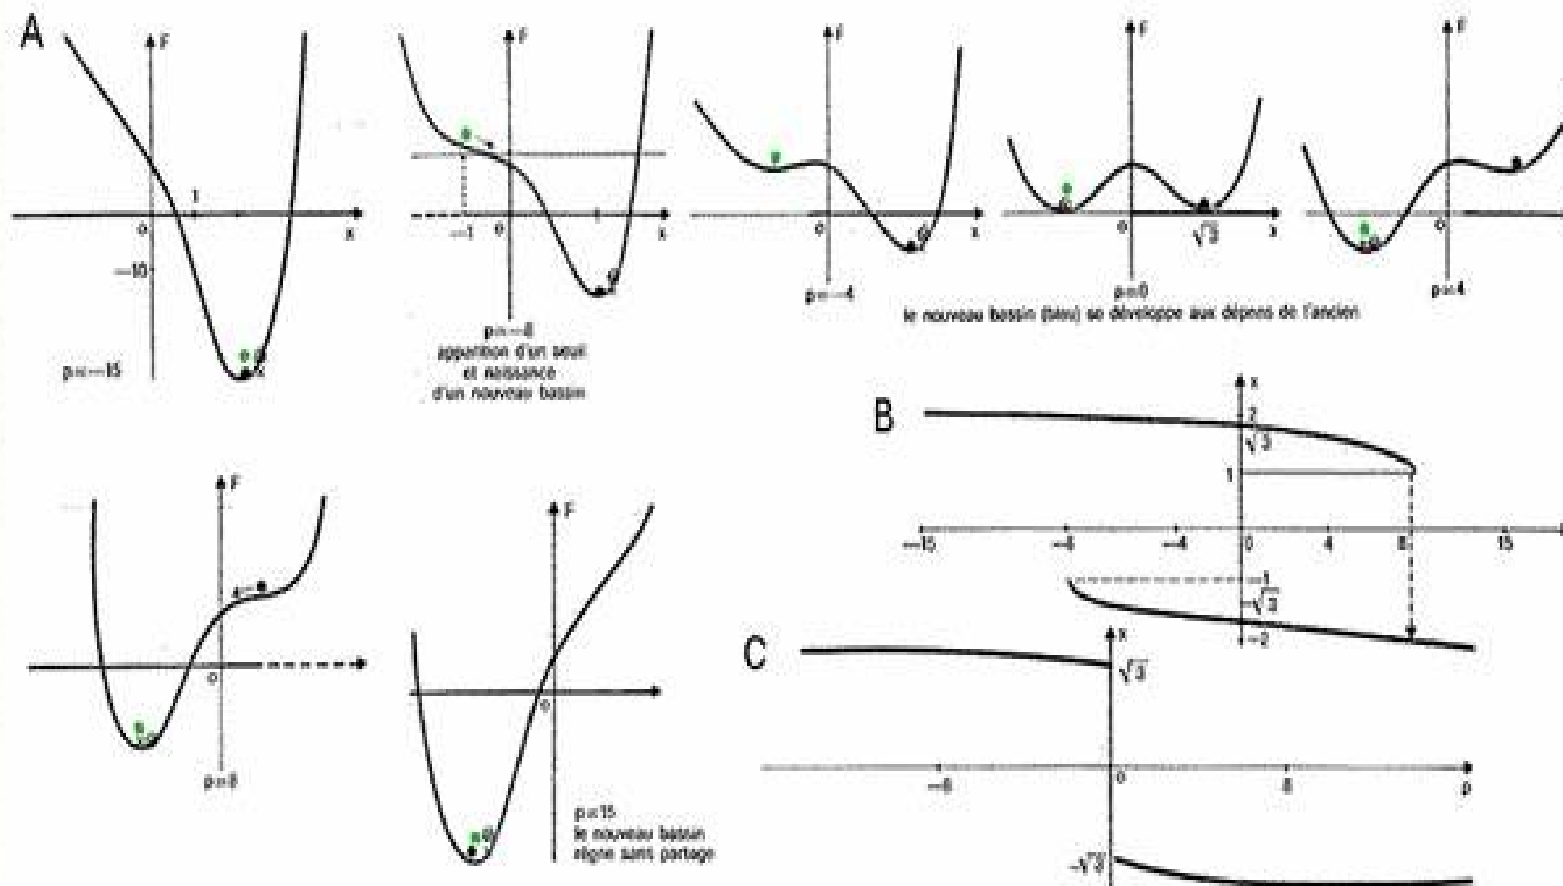 A
F
1
0
x
—10
p=—15
F
—1
0
1
x
p=—8
apparition d'un seuil
et naissance
d'un nouveau bassin
F
0
x
p=—4
F
0
√3
x
p=0
F
0
p=4
le nouveau bassin (bleu) se développe aux dépens de l'ancien
B
x
2
√3
1
—15
—8
—4
0
4
8
15
—1
—√3
—2
F
0
p=8
F
0
p=15
le nouveau bassin
règne sans partage
C
x
√3
—8
0
8
p
-√3